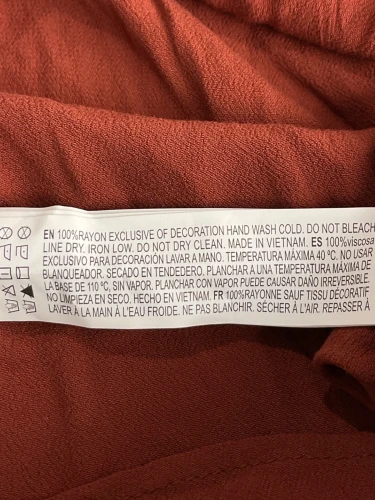 EN 100%RAYON EXCLUSIVE OF DECORATION HAND WASH COLD. DO NOT BLEACH
LINE DRY. IRON LOW. DO NOT DRY CLEAN. MADE IN VIETNAM. ES 100%viscosa
EXCLUSIVO PARA DECORACIÓN LAVAR A MANO. TEMPERATURA MÁXIMA 40 ºC. NO USAR
BLANQUEADOR. SECADO EN TENDEDERO. PLANCHAR A UNA TEMPERATURA MÁXIMA DE
LA BASE DE 110 ºC, SIN VAPOR. PLANCHAR CON VAPOR PUEDE CAUSAR DAÑO IRREVERSIBLE.
NO LIMPIEZA EN SECO. HECHO EN VIETNAM. FR 100%RAYONNE SAUF TISSU DÉCORATIF
LAVER À LA MAIN À L'EAU FROIDE. NE PAS BLANCHIR. SÉCHER À L'AIR. REPASSER À